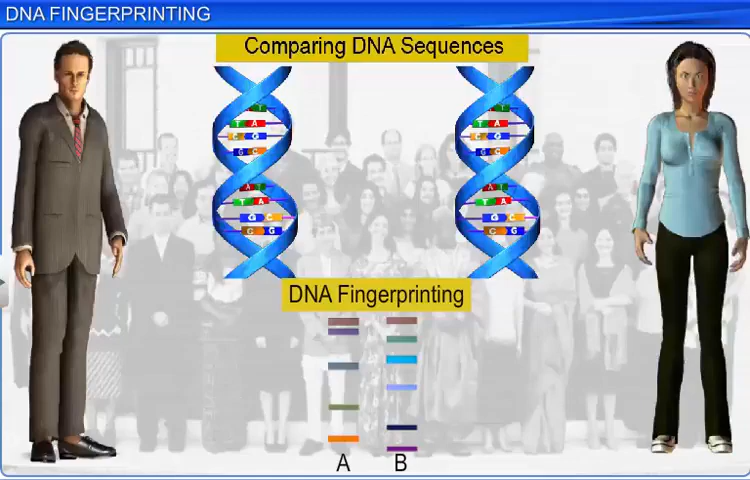 DNA FINGERPRINTING
Comparing DNA Sequences
T T
T A T A
C G C G
G C G C
A T A T
T A T A
G C G C
G G G G
DNA Fingerprinting
A B